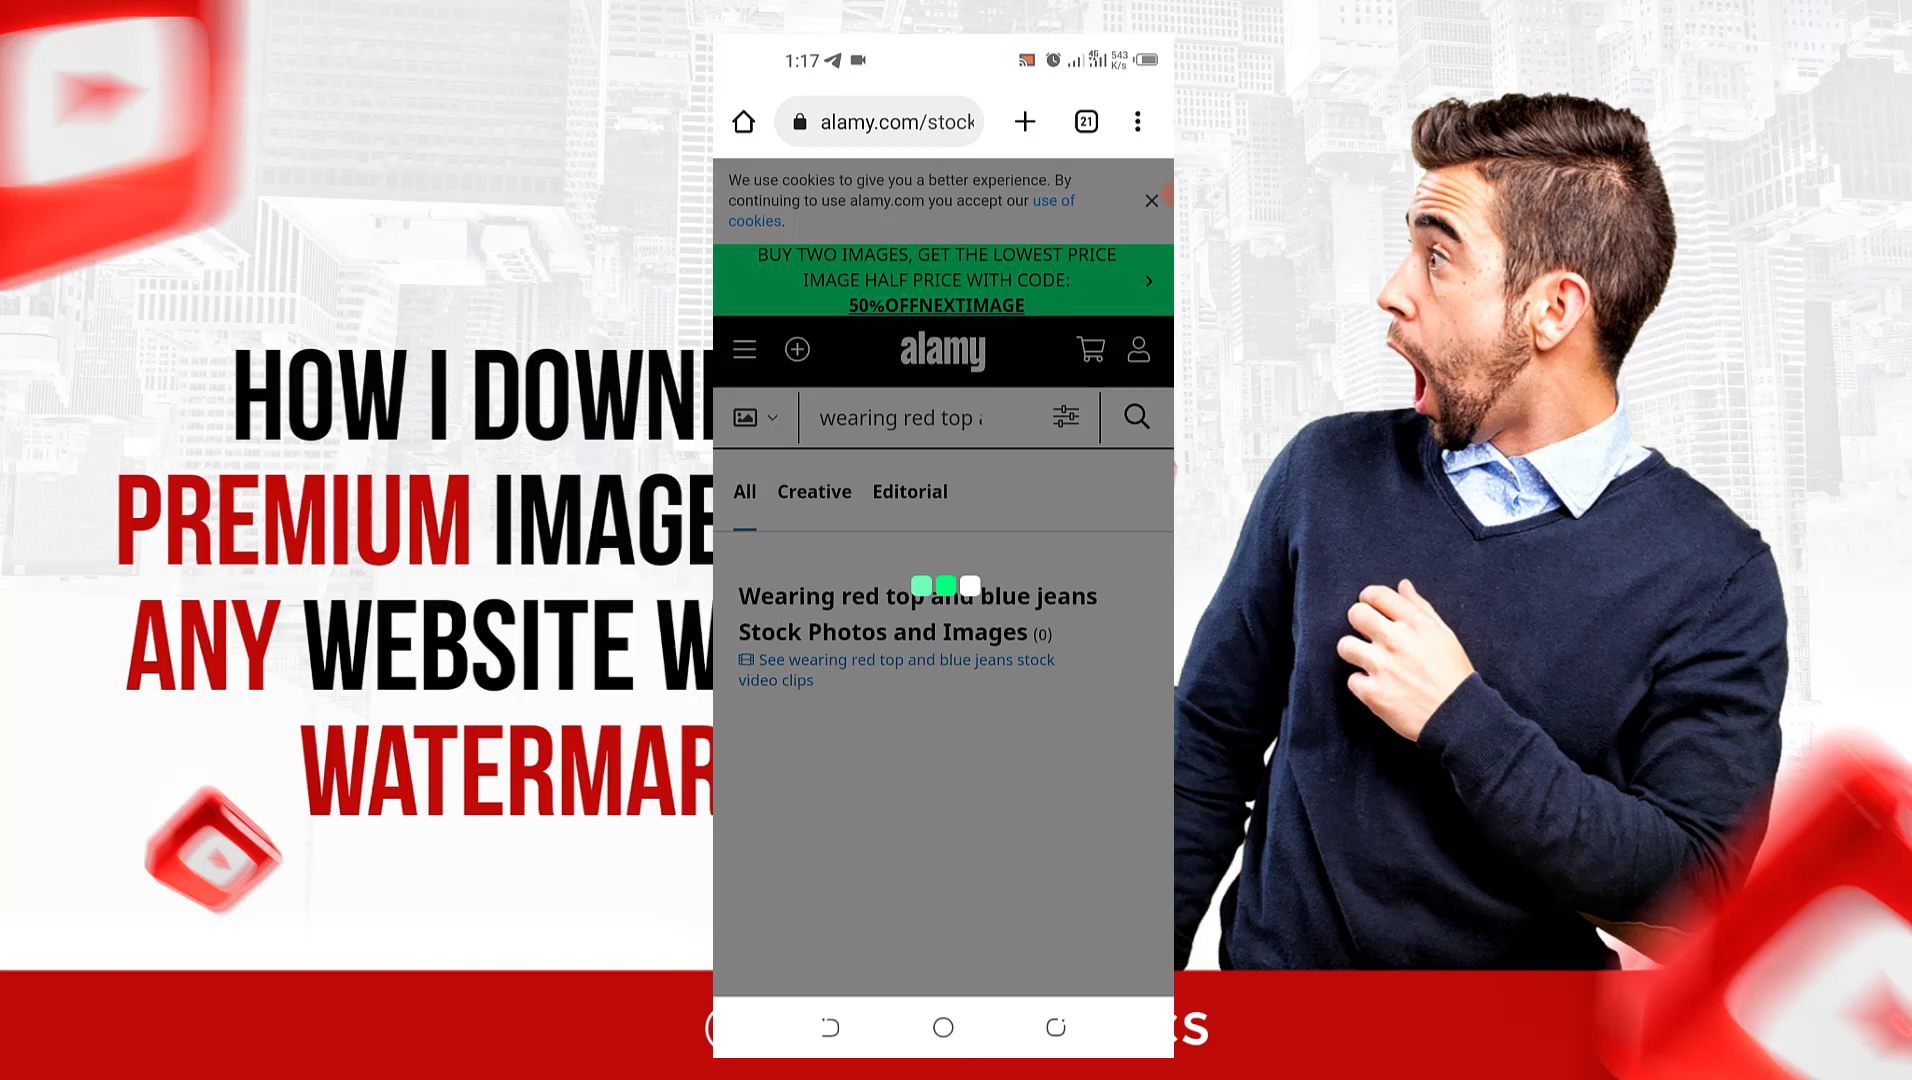 HOW I DOWN
PREMIUM IMAGE
ANY WEBSITE W
WATERMAR
1:17
4G
543
K/s
alamy.com/stock
21
We use cookies to give you a better experience. By
continuing to use alamy.com you accept our use of
cookies.
BUY TWO IMAGES, GET THE LOWEST PRICE
IMAGE HALF PRICE WITH CODE:
50%OFFNEXTIMAGE
alamy
wearing red top
All Creative Editorial
Wearing red top and blue jeans
Stock Photos and Images (0)
See wearing red top and blue jeans stock
video clips